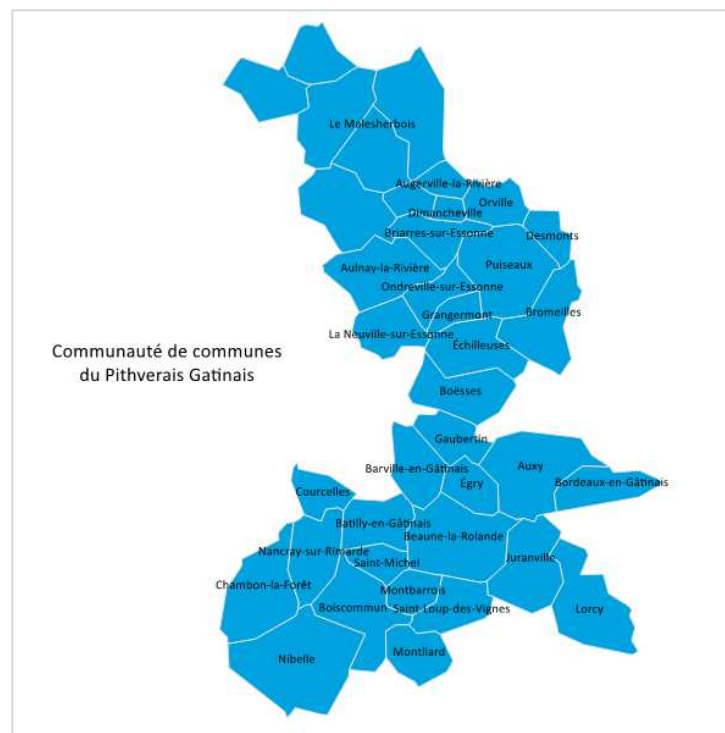 Le Malesherbois
Augerville-la-Rivière
Orville
Dimancheville
Briarres-sur-Essonne
Desmonts
Aulnay-la-Rivière
Puiseaux
Ondreville-sur-Essonne
Grangermont
Bromeilles
La Neuville-sur-Essonne
Échilleuses
Communauté de communes
du Pithverais Gatinais
Boësses
Gaubertin
Barville-en-Gâtinais
Auxy
Égry
Bordeaux-en-Gâtinais
Courcelles
Batilly-en-Gâtinais
Beaune-la-Rolande
Nancray-sur-Rimarde
Saint-Michel
Juranville
Chambon-la-Forêt
Montbarrois
Boiscommun
Saint-Loup-des-Vignes
Lorcy
Nibelle
Montliard